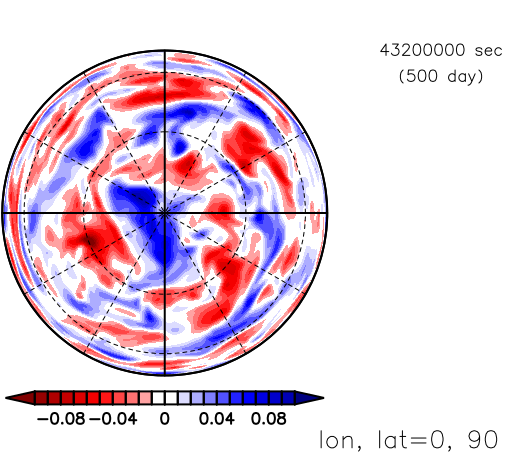 43200000 sec
(500 day)
-0.08 -0.04 0 0.04 0.08
lon, lat=0, 90